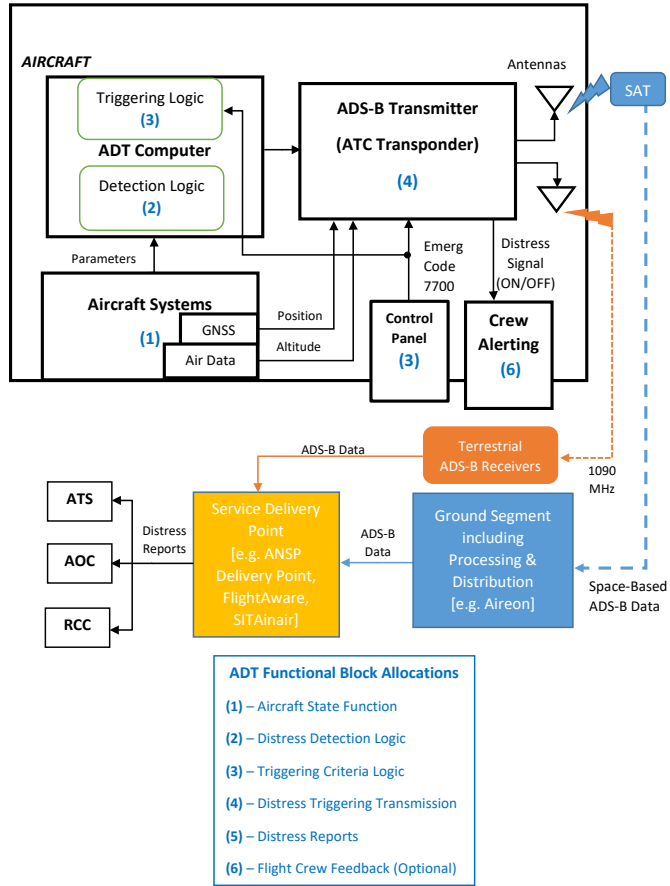 AIRCRAFT
Antennas
SAT
Triggering Logic
(3)
ADT Computer
Detection Logic
(2)
ADS-B Transmitter
(ATC Transponder)
(4)
Parameters
Emerg
Code
7700
Distress
Signal
(ON/OFF)
Aircraft Systems
(1)
GNSS
Air Data
Position
Altitude
Control
Panel
(3)
Crew
Alerting
(6)
Terrestrial
ADS-B Receivers
ADS-B Data
1090
MHz
ATS
AOC
RCC
Distress
Reports
Service Delivery
Point
[e.g. ANSP
Delivery Point,
FlightAware,
SITAinair]
ADS-B
Data
Ground Segment
including
Processing &
Distribution
[e.g. Aireon]
Space-Based
ADS-B Data
ADT Functional Block Allocations
(1) – Aircraft State Function
(2) – Distress Detection Logic
(3) – Triggering Criteria Logic
(4) – Distress Triggering Transmission
(5) – Distress Reports
(6) – Flight Crew Feedback (Optional)